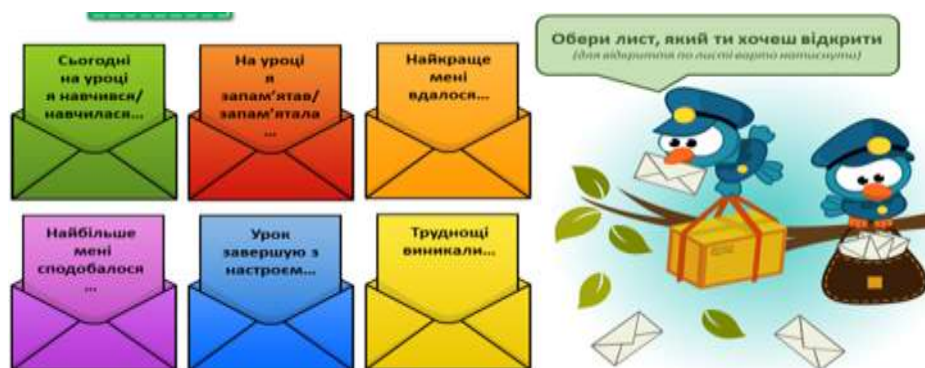 Обери лист, який ти хочеш відкрити
(для відкриття по листі варто натиснути)
Сьогодні
на уроці
я навчився/
навчилася...
На уроці
я
запам'ятав/
запам'ятала
...
Найкраще
мені
вдалося...
Найбільше
мені
сподобалося
...
Урок
завершую з
настроєм...
Труднощі
виникали...